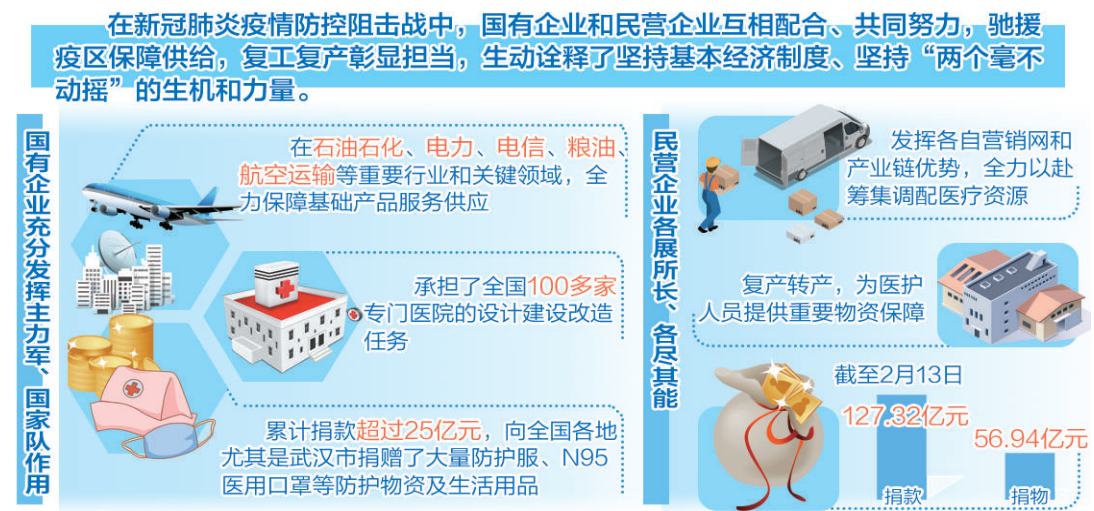 在新冠肺炎疫情防控阻击战中，国有企业和民营企业互相配合、共同努力，驰援
疫区保障供给，复工复产彰显担当，生动诠释了坚持基本经济制度、坚持“两个毫不
动摇”的生机和力量。
国有企业充分发挥主力军、国家队作用
在石油石化、电力、电信、粮油、
航空运输等重要行业和关键领域，全
力保障基础产品服务供应
承担了全国100多家
专门医院的设计建设改造
任务
累计捐款超过25亿元，向全国各地
尤其是武汉市捐赠了大量防护服、N95
医用口罩等防护物资及生活用品
民营企业各展所长、各尽其能
发挥各自营销网和
产业链优势，全力以赴
筹集调配医疗资源
复产转产，为医护
人员提供重要物资保障
截至2月13日
127.32亿元
56.94亿元
捐款
捐物